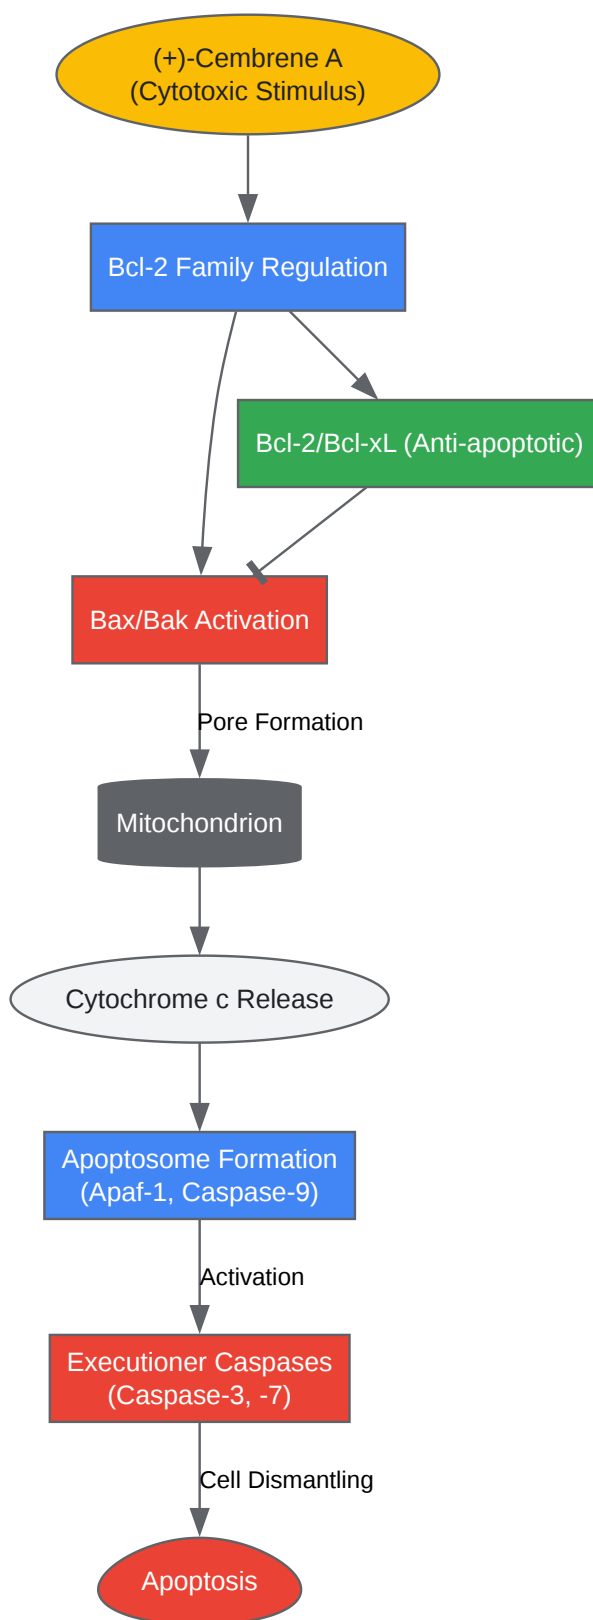 (+)-Cembrene A
(Cytotoxic Stimulus)
Bcl-2 Family Regulation
Bcl-2/Bcl-xL (Anti-apoptotic)
Bax/Bak Activation
Pore Formation
Mitochondrion
Cytochrome c Release
Apoptosome Formation
(Apaf-1, Caspase-9)
Activation
Executioner Caspases
(Caspase-3, -7)
Cell Dismantling
Apoptosis